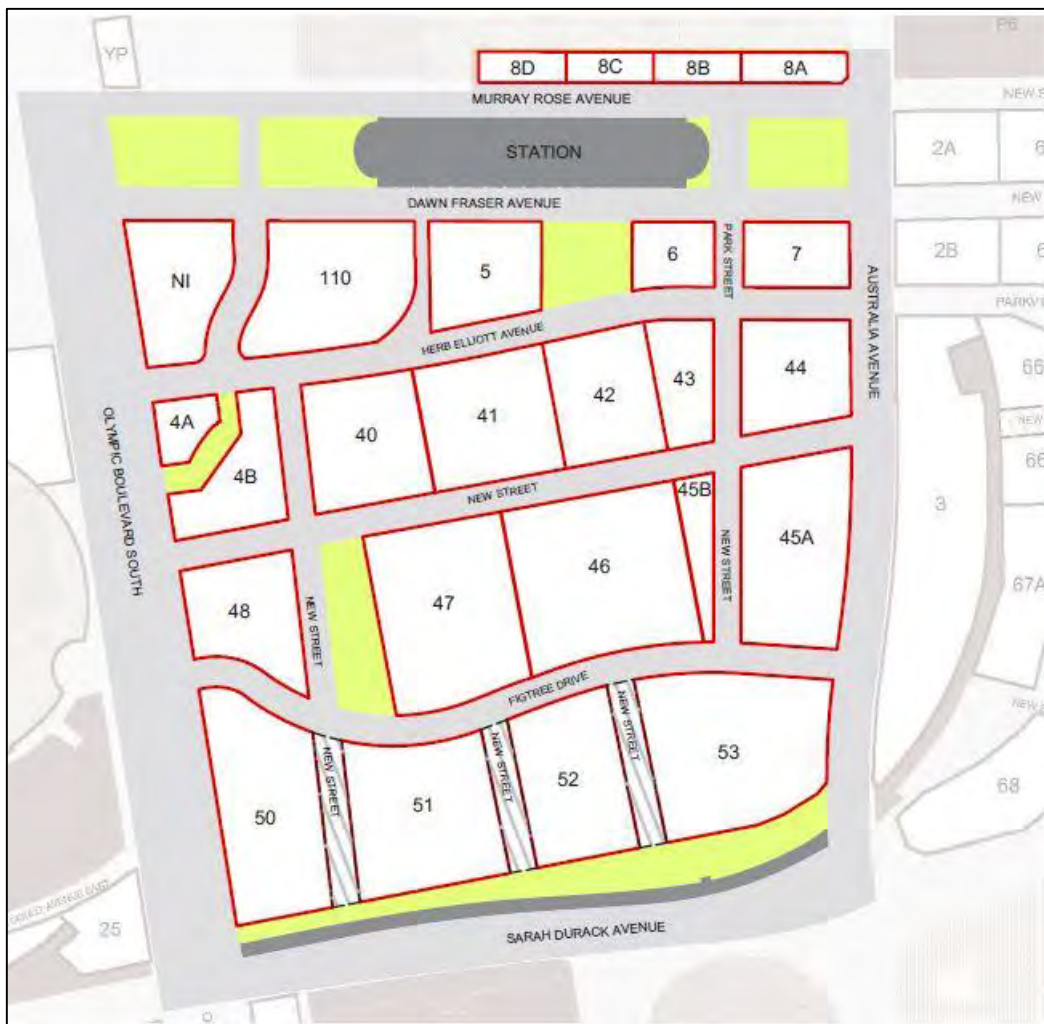 P6
YP
8D
8C
8B
8A
MURRAY ROSE AVENUE
STATION
2A
DAWN FRASER AVENUE
NI
110
5
6
PARK STREET
7
2B
AUSTRALIA AVENUE
HERB ELLIOTT AVENUE
4A
4B
40
41
42
43
44
66
NEW STREET
45B
3
OLYMPIC BOULEVARD SOUTH
48
NEW STREET
47
46
NEW STREET
45A
67A
FIGTREE DRIVE
50
NEW STREET
51
NEW STREET
52
NEW STREET
53
68
25
SARAH DURACK AVENUE